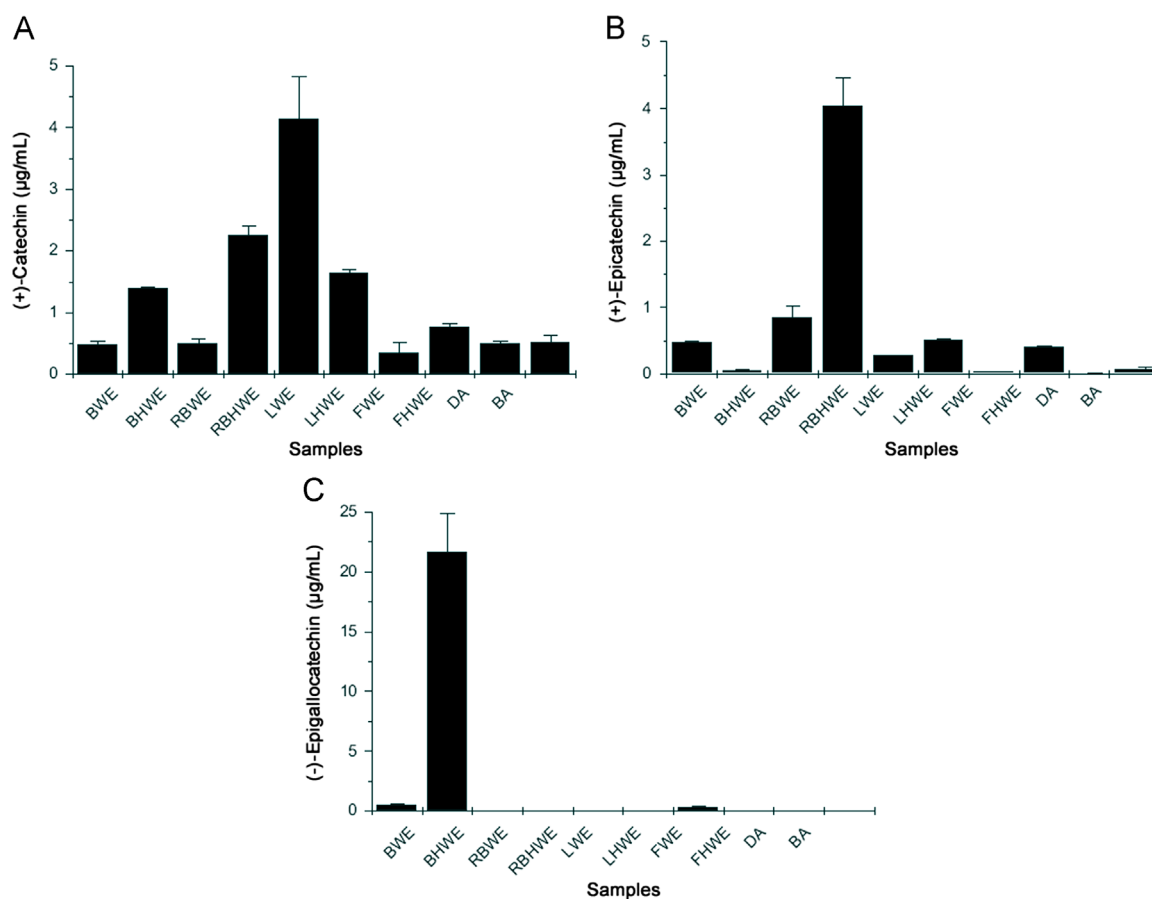 A
(+)-Catechin (µg/mL)
5
4
3
2
1
0
BWE BHWE RBWE RBHWE LWE LHWE FWE FHWE DA BA
Samples
B
(+)-Epicatechin (µg/mL)
5
4
3
2
1
0
BWE BHWE RBWE RBHWE LWE LHWE FWE FHWE DA BA
Samples
C
(-)-Epigallocatechin (µg/mL)
25
20
15
10
5
0
BWE BHWE RBWE RBHWE LWE LHWE FWE FHWE DA BA
Samples